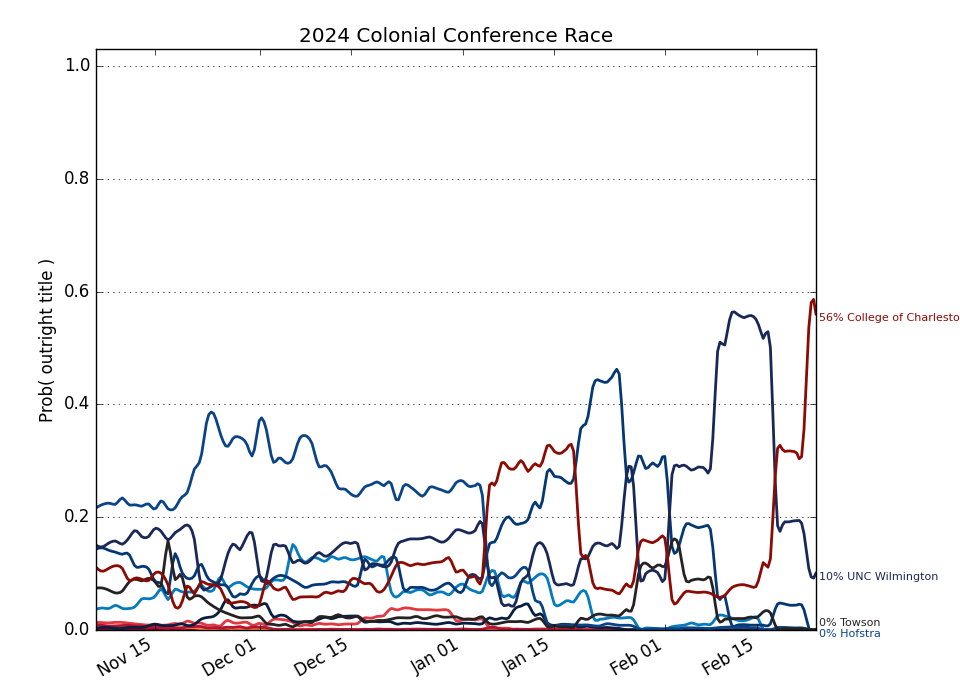 2024 Colonial Conference Race
Prob( outright title )
1.0
0.8
0.6
0.4
0.2
0.0
56% College of Charlesto
10% UNC Wilmington
0% Towson
0% Hofstra
Nov 15
Dec 01
Dec 15
Jan 01
Jan 15
Feb 01
Feb 15